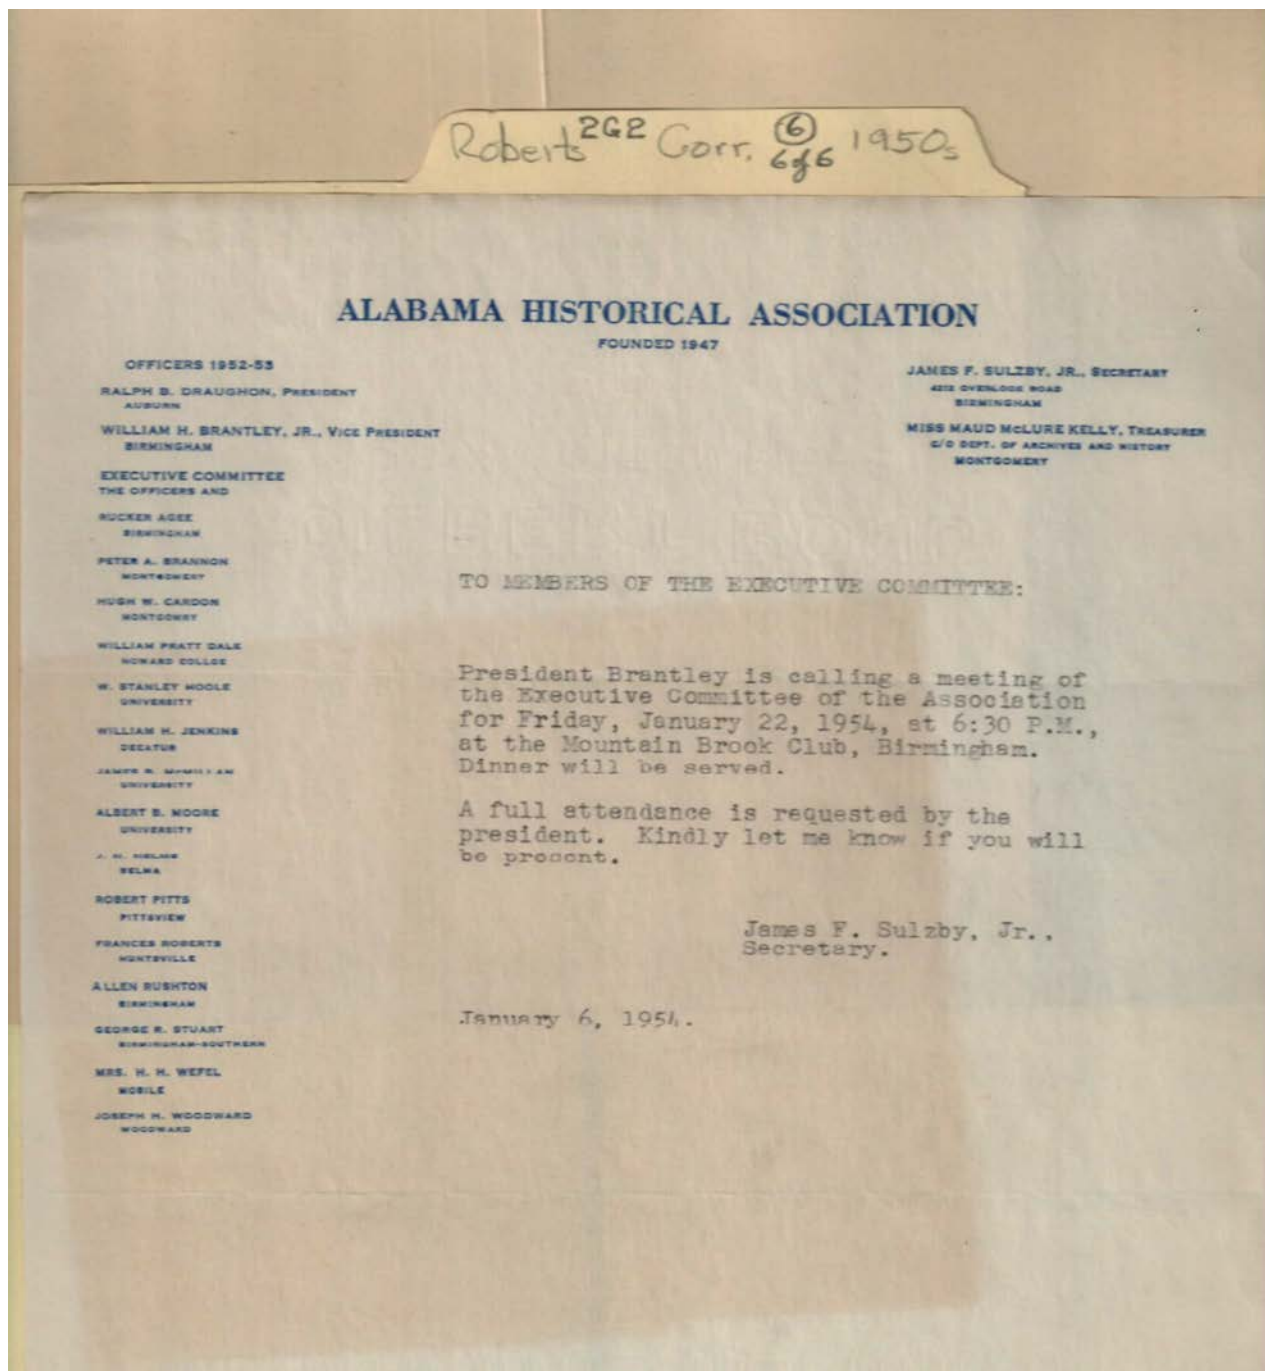 Roberts 2G2 Corr. 6 1950s
6 of 6
ALABAMA HISTORICAL ASSOCIATION
FOUNDED 1947
OFFICERS 1952-53
RALPH B. DRAUGHON, PRESIDENT
AUBURN
WILLIAM H. BRANTLEY, JR., VICE PRESIDENT
BIRMINGHAM
EXECUTIVE COMMITTEE
THE OFFICERS AND
RUCKER AGEE
BIRMINGHAM
PETER A. BRANNON
MONTGOMERY
HUGH W. CARDON
MONTGOMRY
WILLIAM PRATT DALE
HOWARD COLLGE
W. STANLEY HOOLE
UNIVERSITY
WILLIAM H. JENKINS
DECATUR
JAMES B. McMILLAN
UNIVERSITY
ALBERT B. MOORE
UNIVERSITY
J. H.
SELMA
ROBERT PITTS
PITTSVIEW
FRANCES ROBERTS
HUNTSVILLE
ALLEN RUSHTON
BIRMINGHAM
GEORGE R. STUART
BIRMINGHAM-SOUTHERN
MRS. H. H. WEFEL
MOBILE
JOSEPH H. WOODWARD
WOODWARD
JAMES F. SULZBY, JR., SECRETARY
OVERLOOK ROAD
BIRMINGHAM
MISS MAUD McLURE KELLY, TREASURER
C/O DEPT. OF ARCHIVES AND HISTORY
MONTGOMERY
TO MEMBERS OF THE EXECUTIVE COMMITTEE:
President Brantley is calling a meeting of
the Executive Committee of the Association
for Friday, January 22, 1954, at 6:30 P.M.,
at the Mountain Brook Club, Birmingham.
Dinner will be served.
A full attendance is requested by the
president. Kindly let me know if you will
be present.
James F. Sulzby, Jr.,
Secretary.
January 6, 1954.